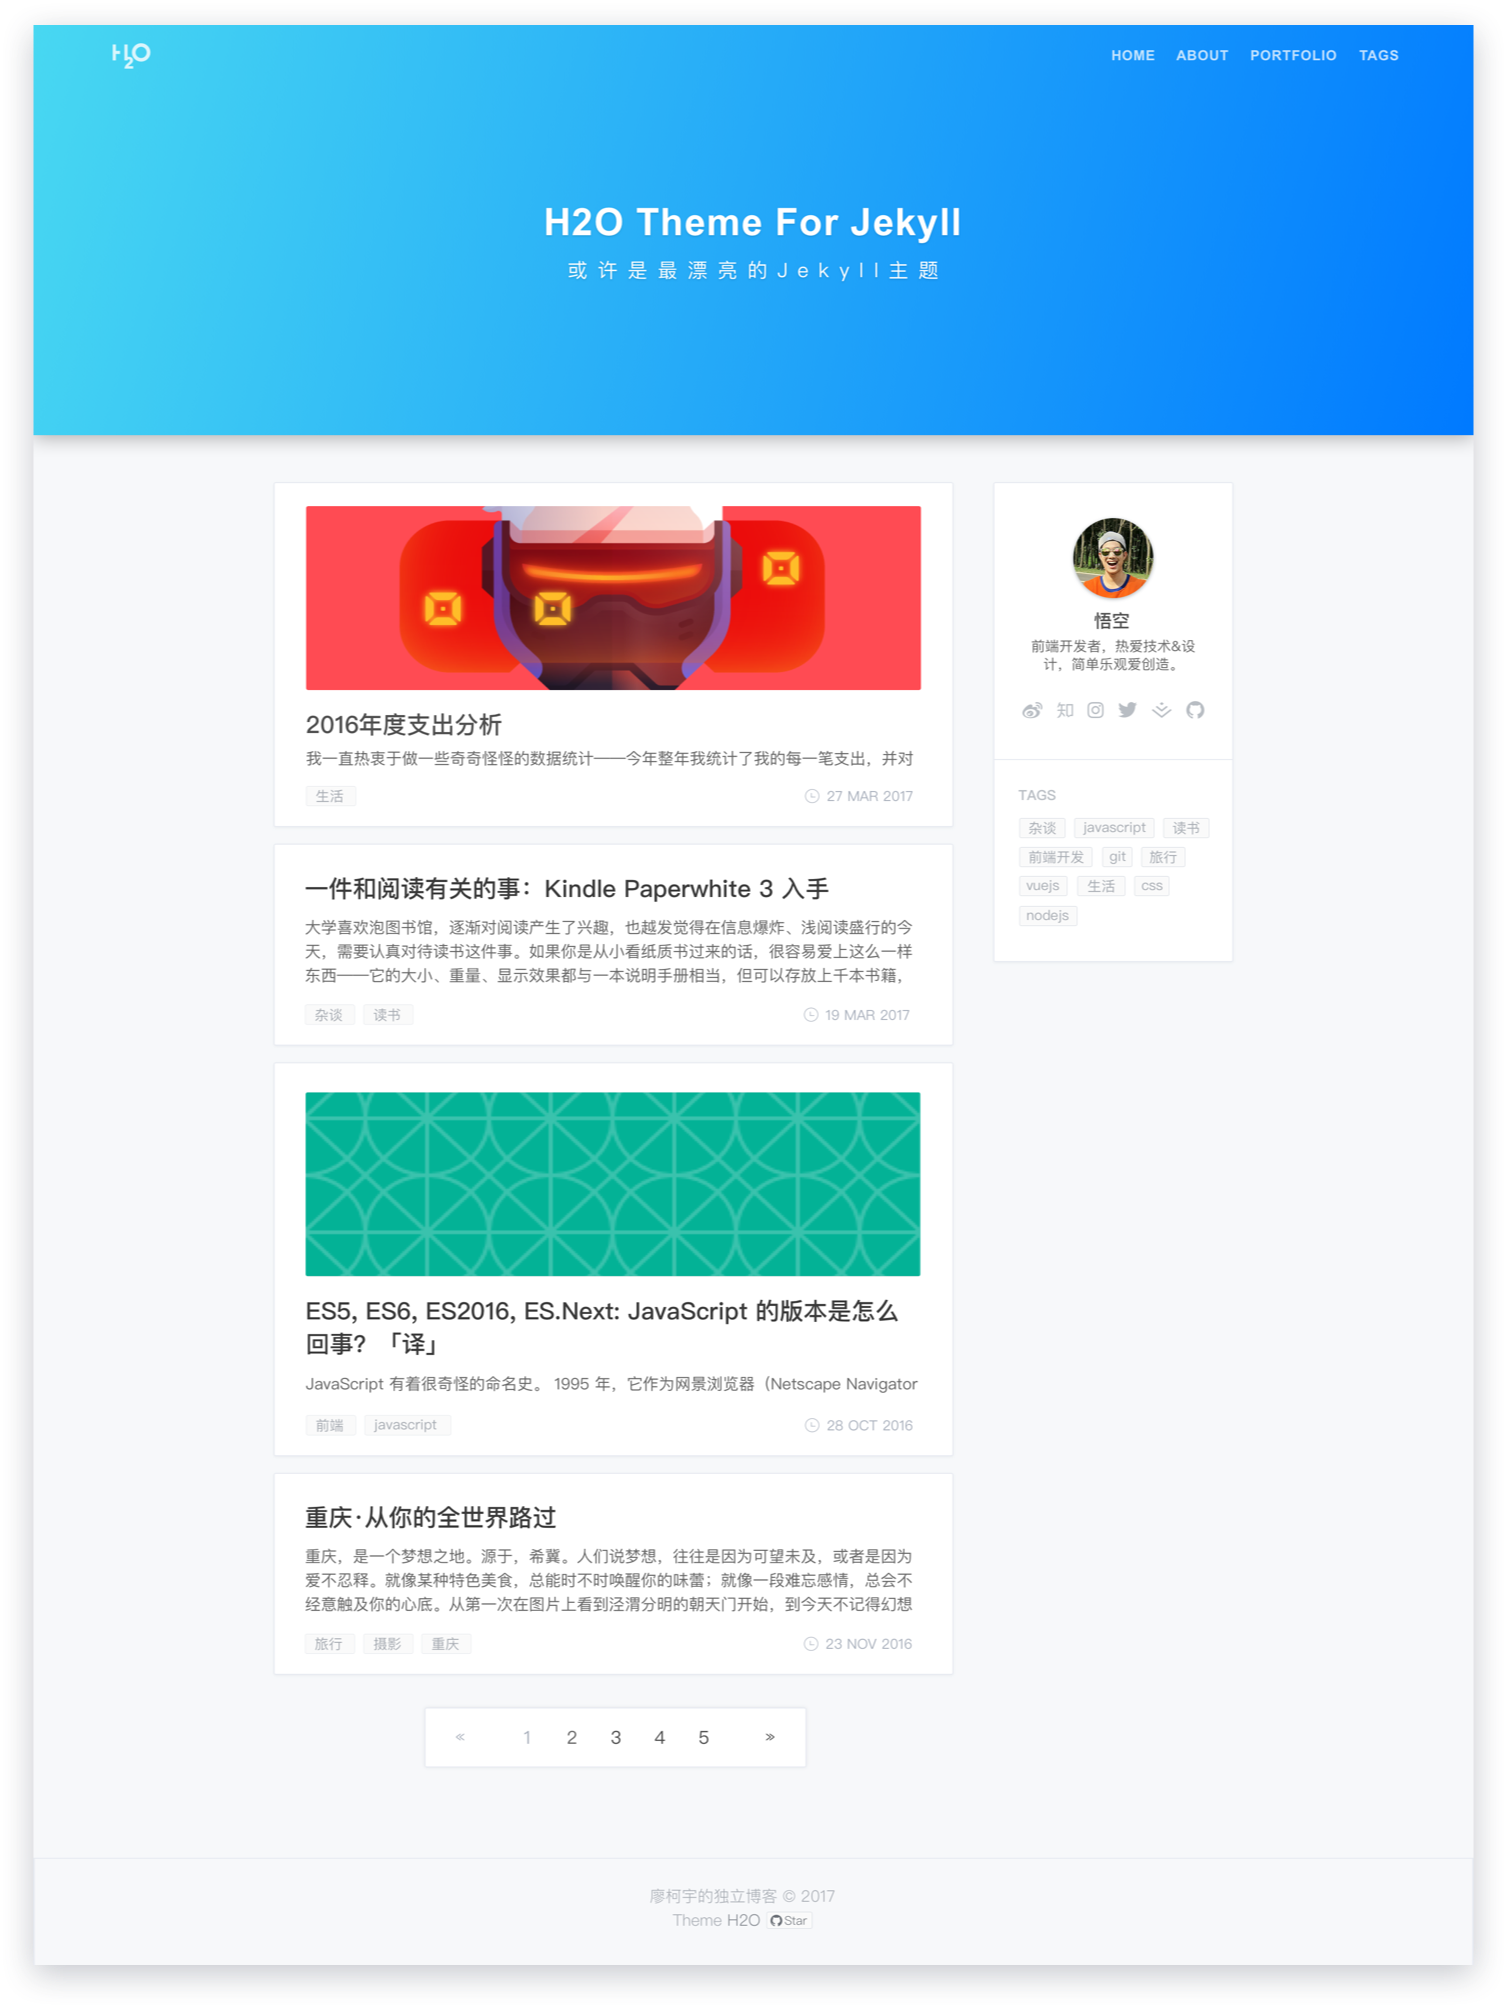 H2O
HOME ABOUT PORTFOLIO TAGS
H2O Theme For Jekyll
或许是最漂亮的Jekyll主题
2016年度支出分析
我一直热衷于做一些奇奇怪怪的数据统计——今年整年我统计了我的每一笔支出，并对
生活
27 MAR 2017
一件和阅读有关的事：Kindle Paperwhite 3 入手
大学喜欢泡图书馆，逐渐对阅读产生了兴趣，也越发觉得在信息爆炸、浅阅读盛行的今
天，需要认真对待读书这件事。如果你是从小看纸质书过来的话，很容易爱上这么一样
东西——它的大小、重量、显示效果都与一本说明手册相当，但可以存放上千本书籍，
杂谈 读书
19 MAR 2017
ES5, ES6, ES2016, ES.Next: JavaScript 的版本是怎么
回事？「译」
JavaScript 有着很奇怪的命名史。 1995 年，它作为网景浏览器（Netscape Navigator
前端 javascript
28 OCT 2016
重庆·从你的全世界路过
重庆，是一个梦想之地。源于，希冀。人们说梦想，往往是因为可望未及，或者是因为
爱不忍释。就像某种特色美食，总能时不时唤醒你的味蕾；就像一段难忘感情，总会不
经意触及你的心底。从第一次在图片上看到泾渭分明的朝天门开始，到今天不记得幻想
旅行 摄影 重庆
23 NOV 2016
« 1 2 3 4 5 »
悟空
前端开发者，热爱技术&设
计，简单乐观爱创造。
知
TAGS
杂谈 javascript 读书
前端开发 git 旅行
vuejs 生活 css
nodejs
廖柯宇的独立博客 © 2017
Theme H2O Star